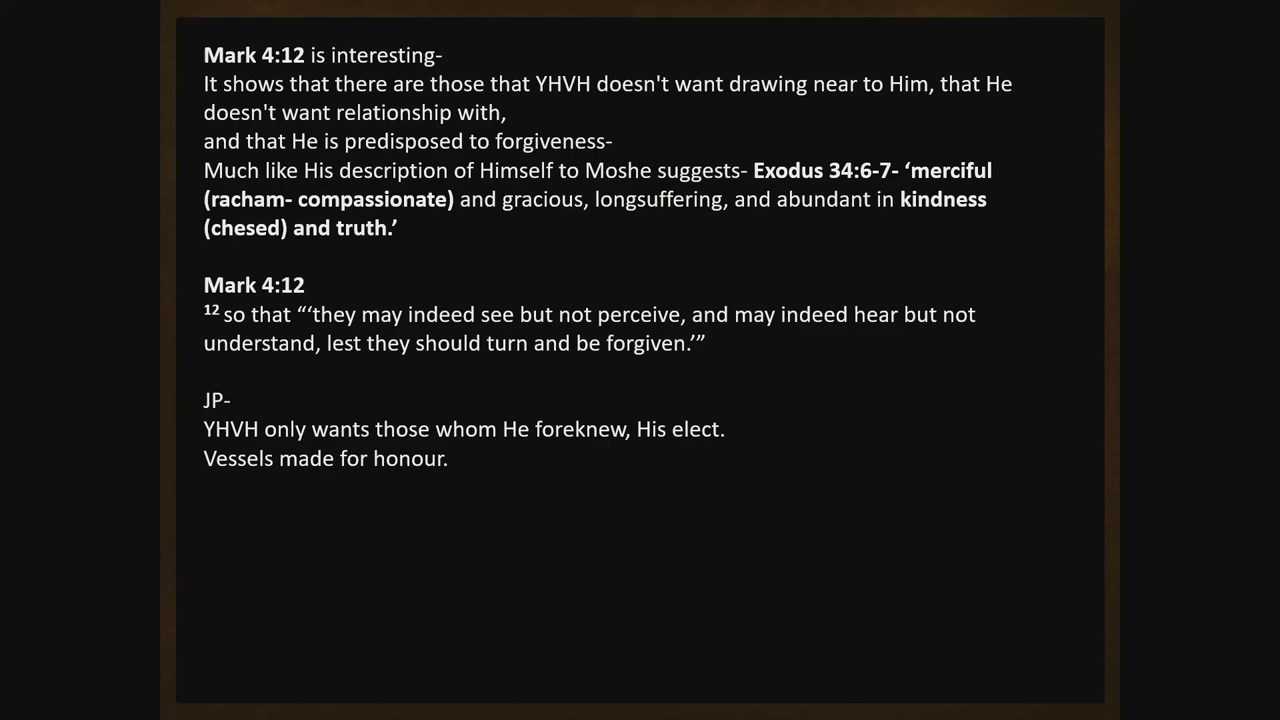 Mark 4:12 is interesting-
It shows that there are those that YHVH doesn't want drawing near to Him, that He
doesn't want relationship with,
and that He is predisposed to forgiveness-
Much like His description of Himself to Moshe suggests- Exodus 34:6-7- ‘merciful
(racham- compassionate) and gracious, longsuffering, and abundant in kindness
(chesed) and truth.’
Mark 4:12
12 so that “‘they may indeed see but not perceive, and may indeed hear but not
understand, lest they should turn and be forgiven.’”
JP-
YHVH only wants those whom He foreknew, His elect.
Vessels made for honour.